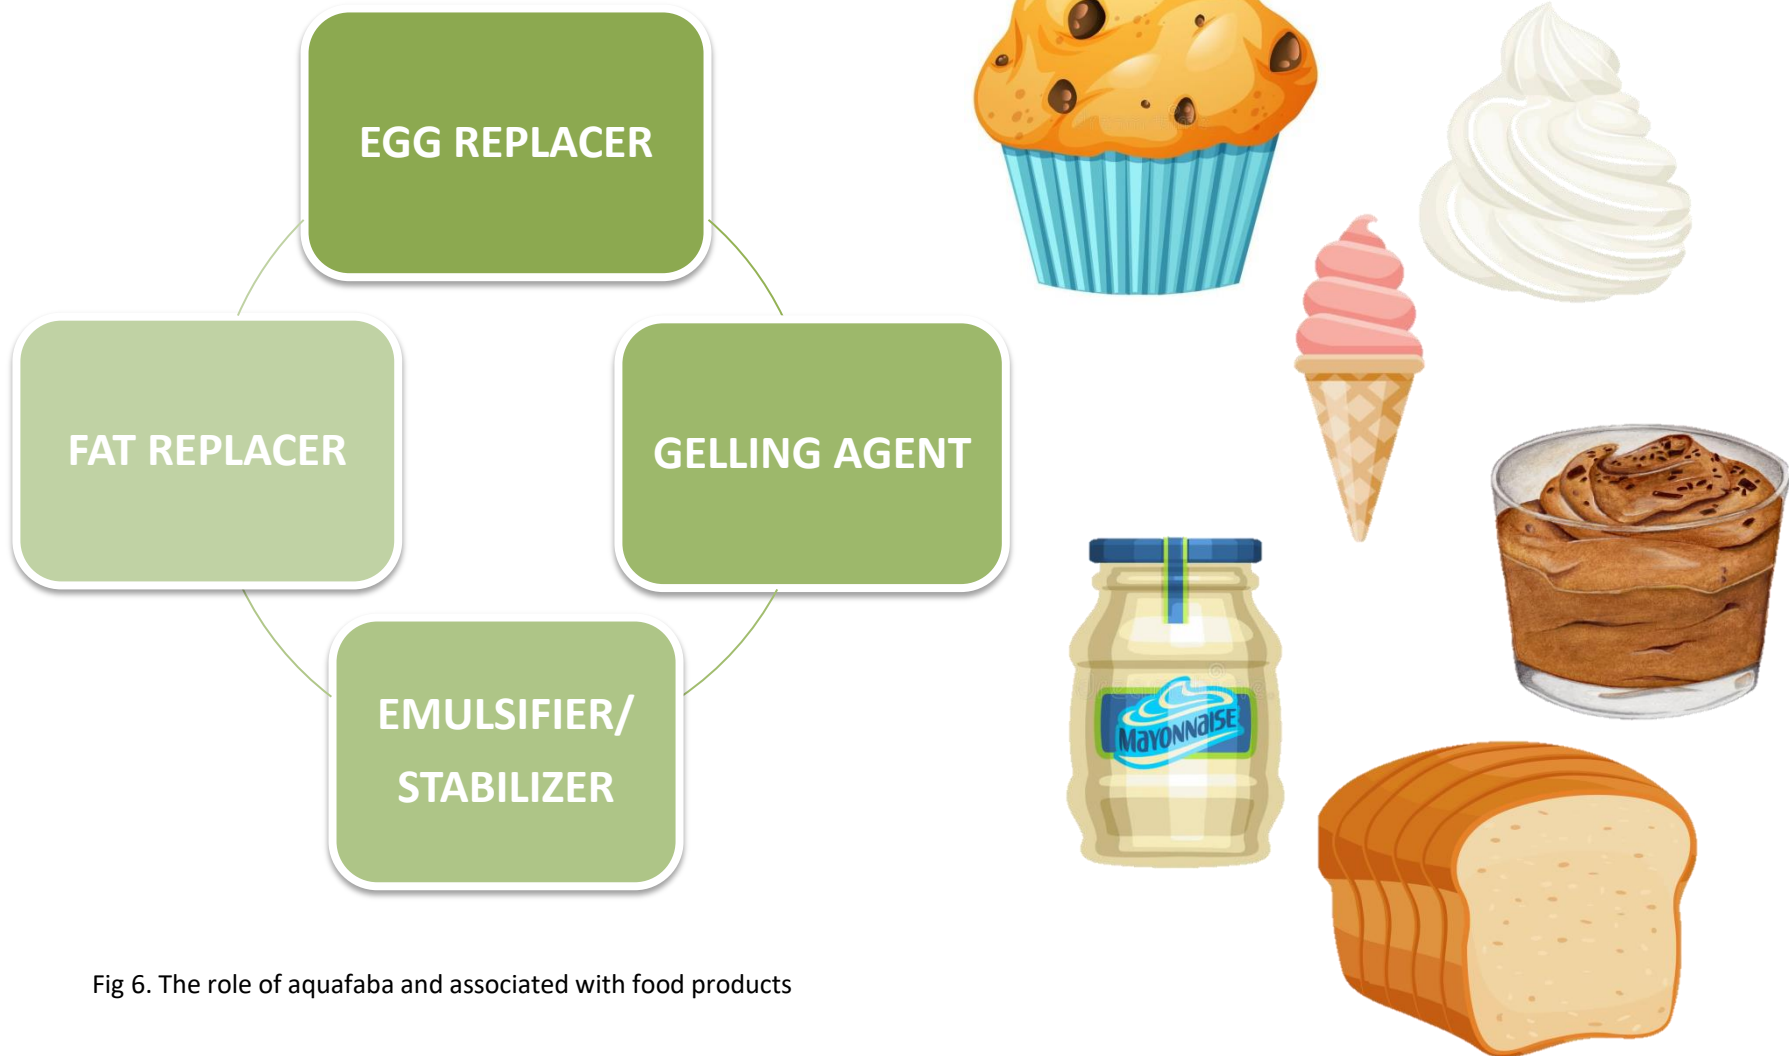 EGG REPLACER
FAT REPLACER
GELLING AGENT
EMULSIFIER/
STABILIZER
MAYONNAISE
Fig 6. The role of aquafaba and associated with food products